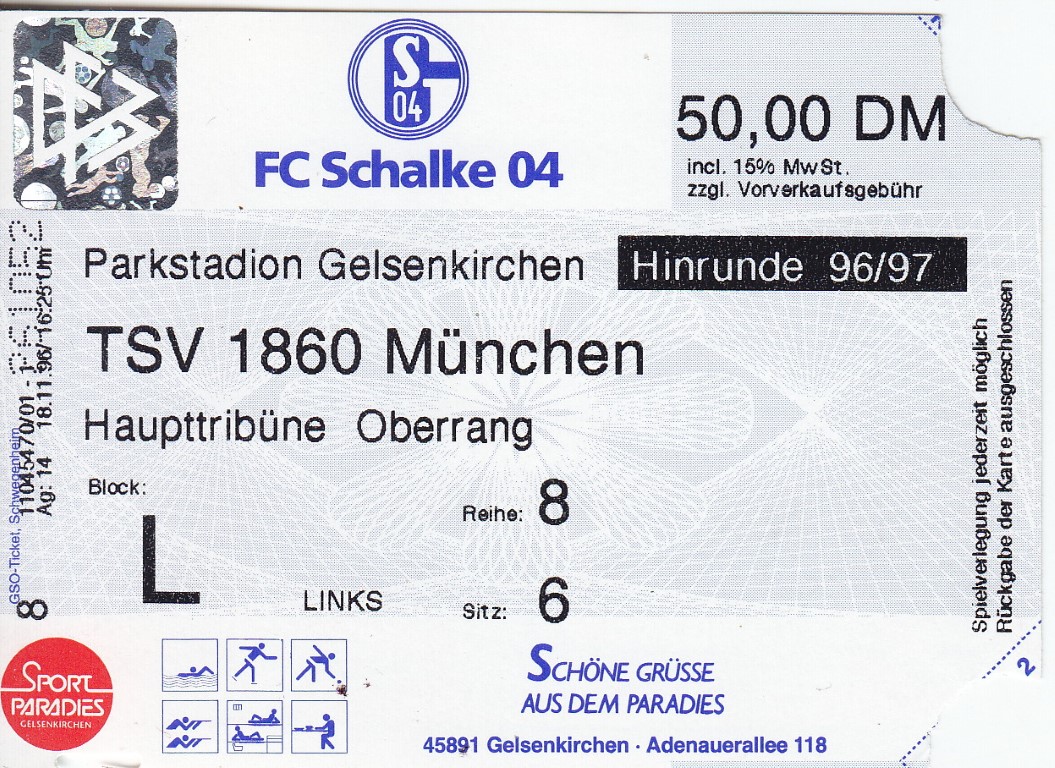 S
04
FC Schalke 04
50,00 DM
incl. 15% MwSt.
zzgl. Vorverkaufsgebühr
Parkstadion Gelsenkirchen
Hinrunde 96/97
TSV 1860 München
Haupttribüne Oberrang
Block:
L
LINKS
Reihe: 8
Sitz: 6
GSO-Ticket, Schwegenheim
11045470/01 -
Ag: 14 18.11.96/ 16:25 Uhr
8
Spielverlegung jederzeit möglich
Rückgabe der Karte ausgeschlossen
2
SPORT
PARADIES
GELSENKIRCHEN
SCHÖNE GRÜSSE
AUS DEM PARADIES
45891 Gelsenkirchen · Adenauerallee 118